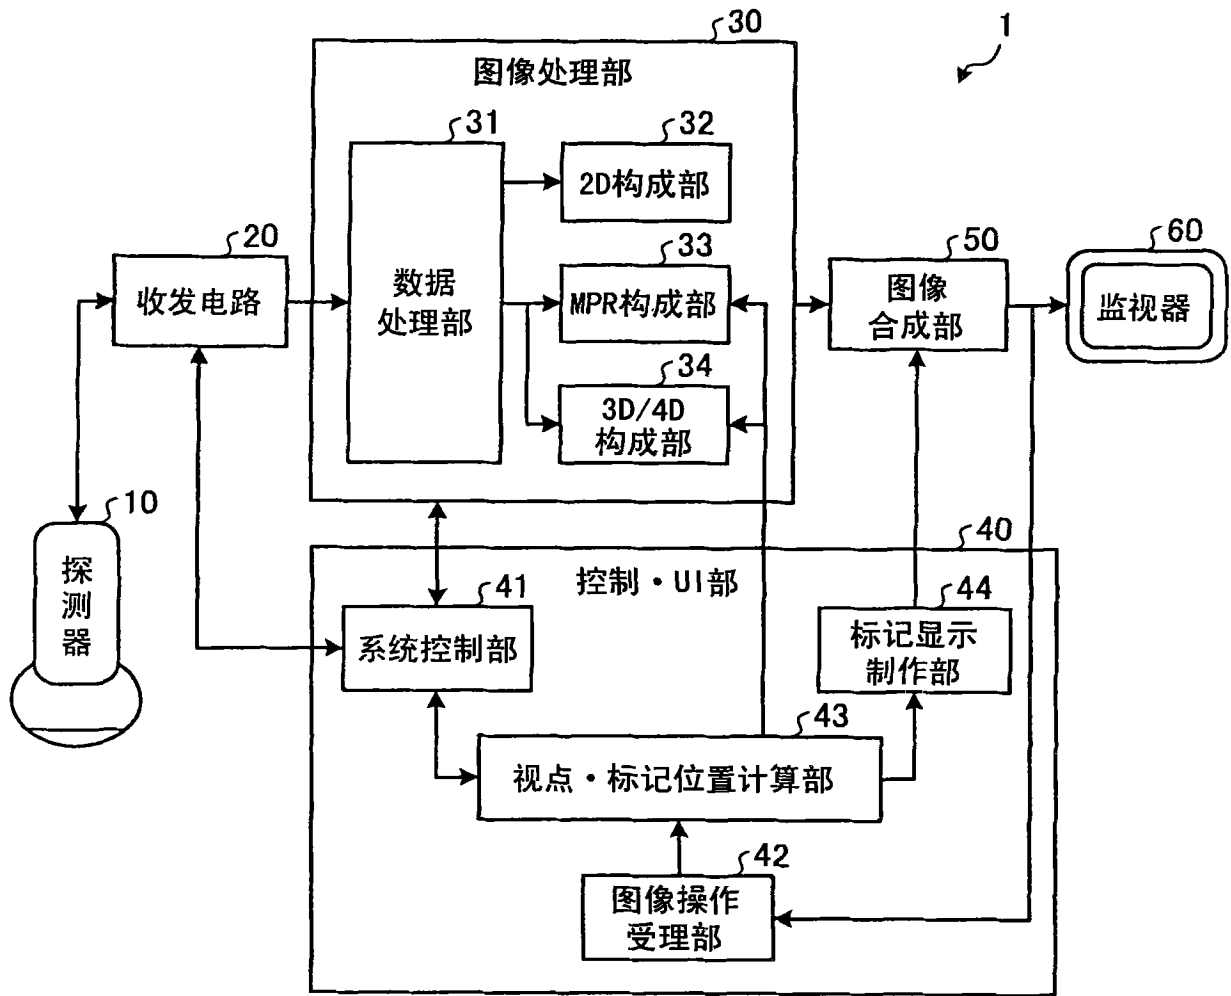 1
30
图像处理部
31
数据
处理部
32
2D构成部
33
MPR构成部
34
3D/4D
构成部
20
收发电路
50
图像
合成部
60
监视器
10
探
测
器
40
控制·UI部
41
系统控制部
44
标记显示
制作部
43
视点·标记位置计算部
42
图像操作
受理部